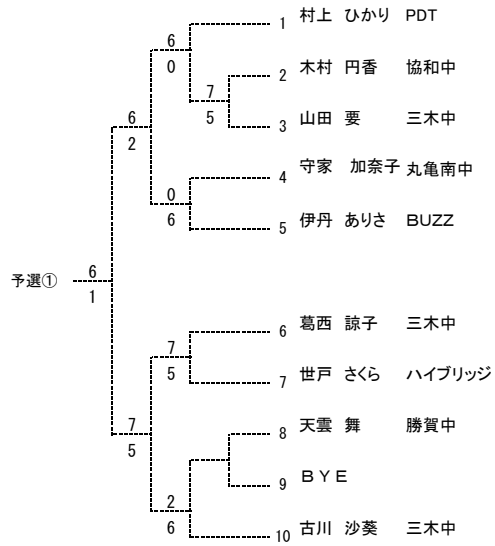 6
1 村上 ひかり PDT
0
2 木村 円香 協和中
7
5
6
3 山田 要 三木中
2
0
4 守家 加奈子 丸亀南中
6
5 伊丹 ありさ BUZZ
予選① 6
1
6 葛西 諒子 三木中
7
5
7 世戸 さくら ハイブリッジ
7
8 天雲 舞 勝賀中
5
9 BYE
2
6
10 古川 沙葵 三木中